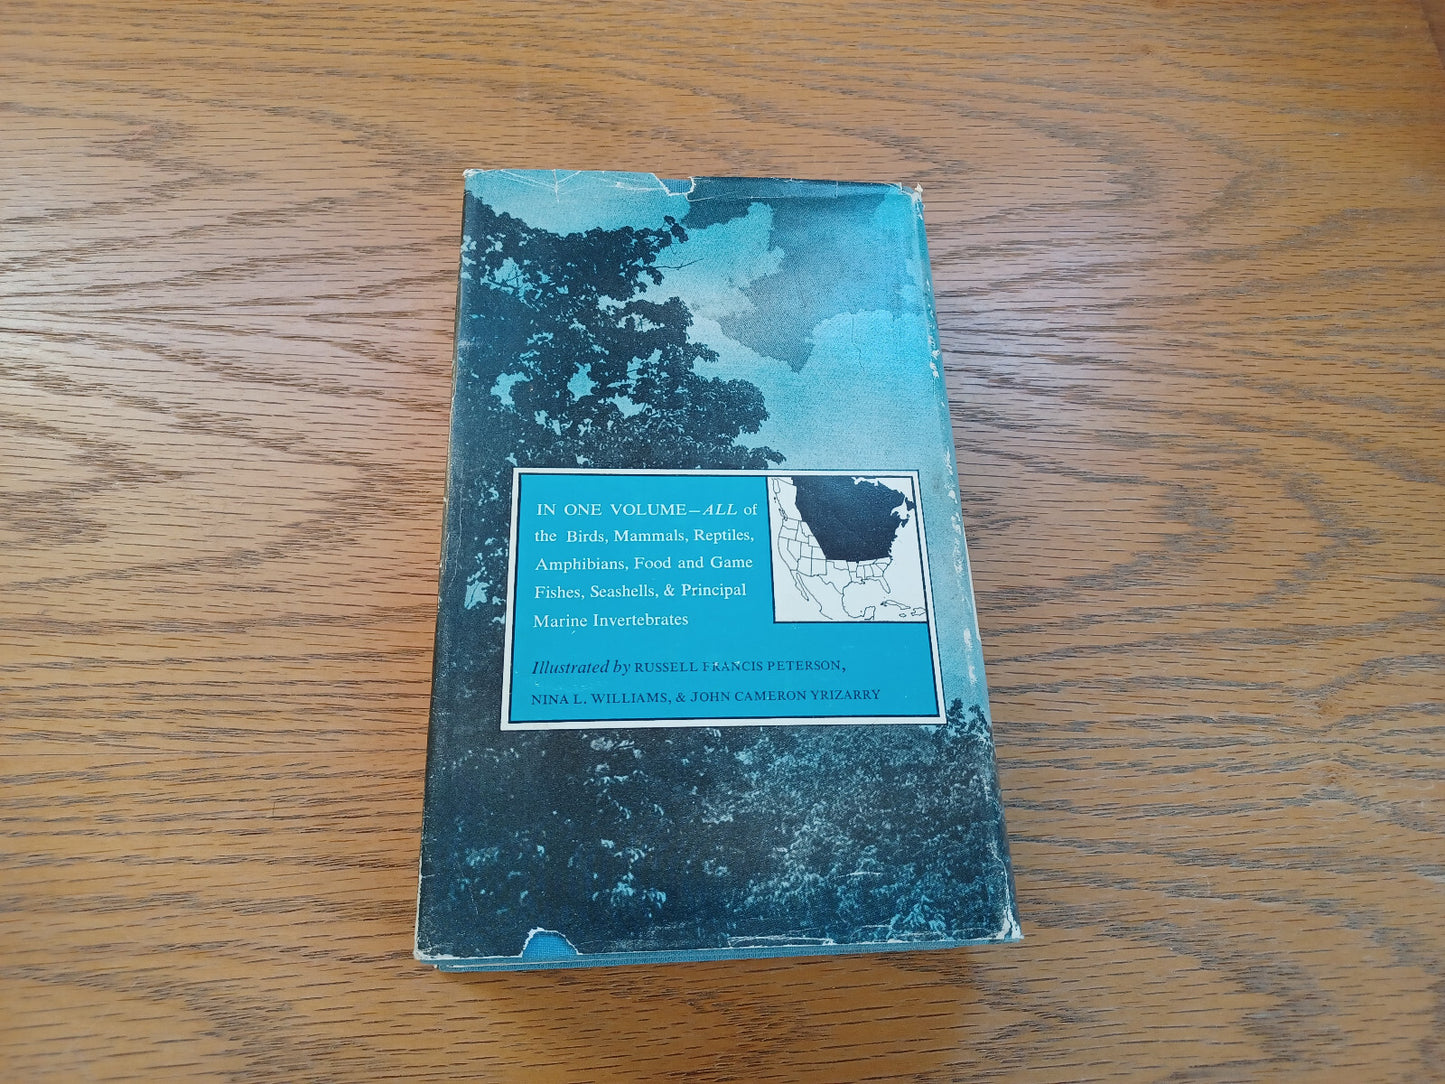 IN ONE VOLUME—ALL of
the Birds, Mammals, Reptiles,
Amphibians, Food and Game
Fishes, Seashells, & Principal
Marine Invertebrates
Illustrated by RUSSELL FRANCIS PETERSON,
NINA L. WILLIAMS, & JOHN CAMERON YRIZARRY